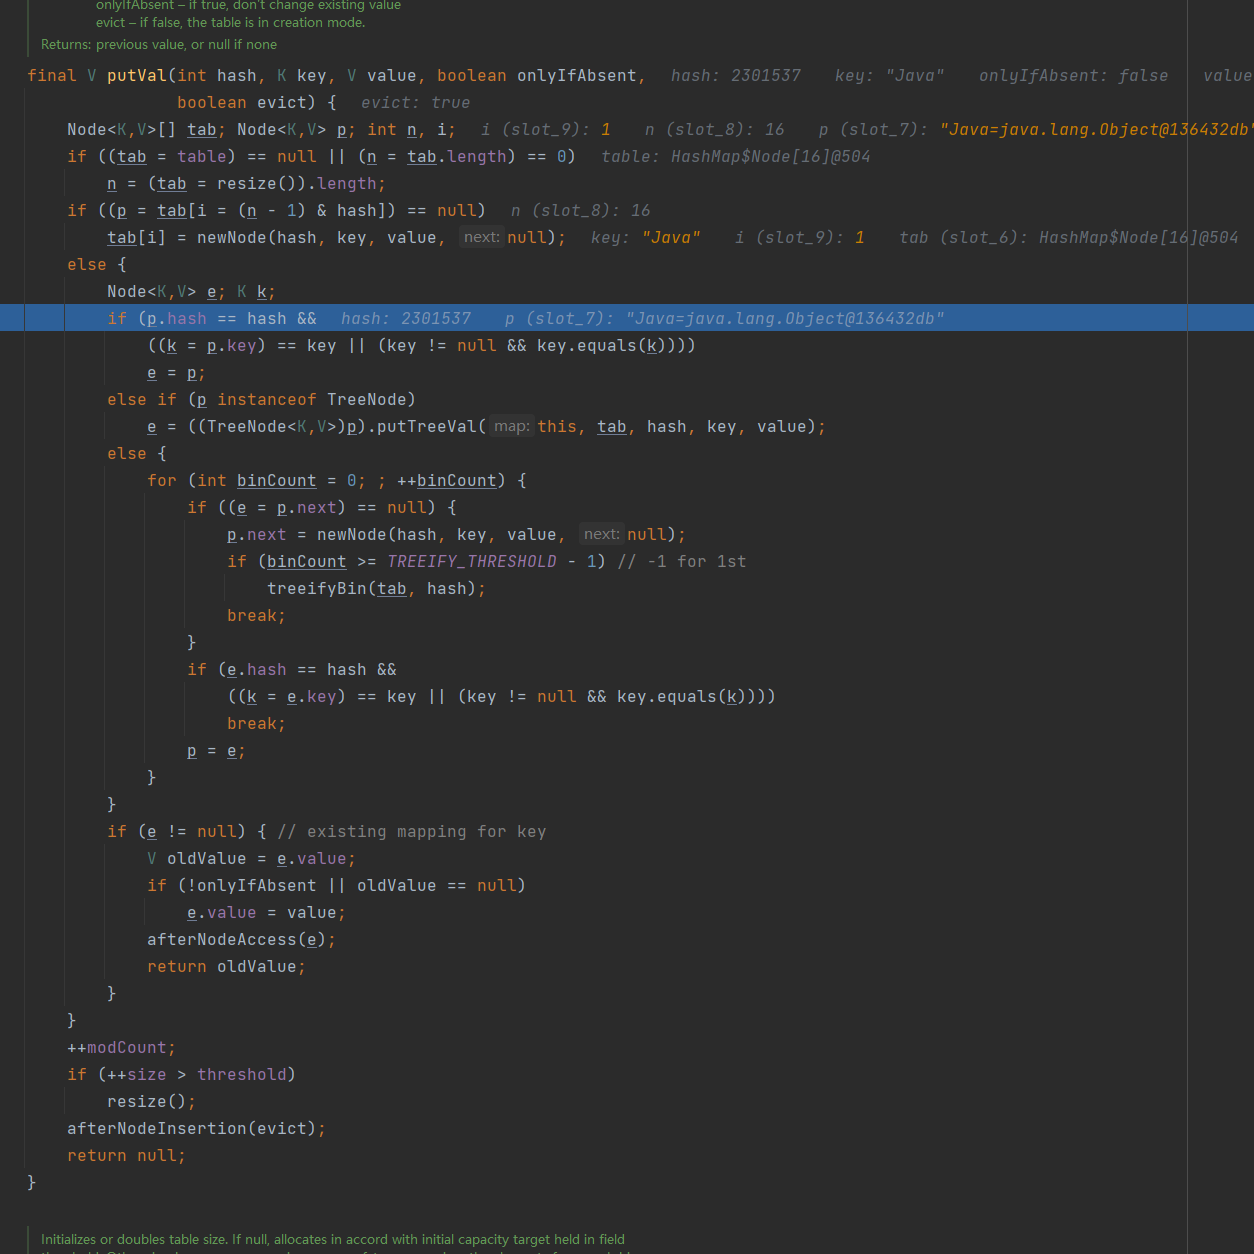 onlyIfAbsent – if true, don't change existing value
evict – if false, the table is in creation mode.
Returns: previous value, or null if none
final V putVal(int hash, K key, V value, boolean onlyIfAbsent,   hash: 2301537   key: "Java"   onlyIfAbsent: false   value
boolean evict) {   evict: true
Node<K,V>[] tab; Node<K,V> p; int n, i;   i (slot_9): 1   n (slot_8): 16   p (slot_7): "Java=java.lang.Object@136432db"
if ((tab = table) == null || (n = tab.length) == 0)   table: HashMap$Node[16]@504
n = (tab = resize()).length;
if ((p = tab[i = (n - 1) & hash]) == null)   n (slot_8): 16
tab[i] = newNode(hash, key, value, next: null);   key: "Java"   i (slot_9): 1   tab (slot_6): HashMap$Node[16]@504
else {
Node<K,V> e; K k;
if (p.hash == hash &&   hash: 2301537   p (slot_7): "Java=java.lang.Object@136432db"
((k = p.key) == key || (key != null && key.equals(k))))
e = p;
else if (p instanceof TreeNode)
e = ((TreeNode<K,V>)p).putTreeVal( map: this, tab, hash, key, value);
else {
for (int binCount = 0; ; ++binCount) {
if ((e = p.next) == null) {
p.next = newNode(hash, key, value, next: null);
if (binCount >= TREEIFY_THRESHOLD - 1) // -1 for 1st
treeifyBin(tab, hash);
break;
}
if (e.hash == hash &&
((k = e.key) == key || (key != null && key.equals(k))))
break;
p = e;
}
}
if (e != null) { // existing mapping for key
V oldValue = e.value;
if (!onlyIfAbsent || oldValue == null)
e.value = value;
afterNodeAccess(e);
return oldValue;
}
}
++modCount;
if (++size > threshold)
resize();
afterNodeInsertion(evict);
return null;
}
Initializes or doubles table size. If null, allocates in accord with initial capacity target held in field